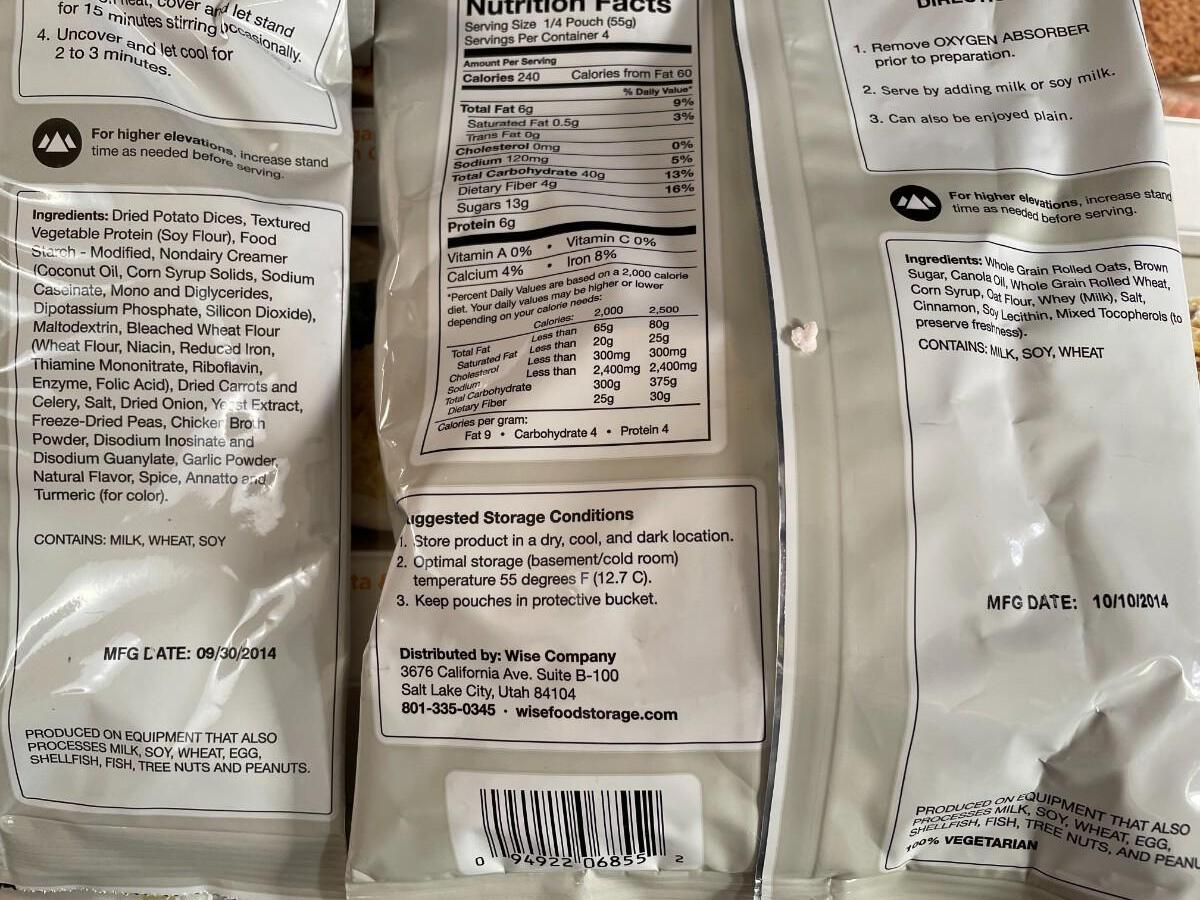 heat, cover and let stand
for 15 minutes stirring occasionally.
4. Uncover and let cool for
2 to 3 minutes.
For higher elevations, increase stand
time as needed before serving.
Ingredients: Dried Potato Dices, Textured
Vegetable Protein (Soy Flour), Food
Starch - Modified, Nondairy Creamer
(Coconut Oil, Corn Syrup Solids, Sodium
Caseinate, Mono and Diglycerides,
Dipotassium Phosphate, Silicon Dioxide),
Maltodextrin, Bleached Wheat Flour
(Wheat Flour, Niacin, Reduced Iron,
Thiamine Mononitrate, Riboflavin,
Enzyme, Folic Acid), Dried Carrots and
Celery, Salt, Dried Onion, Yeast Extract,
Freeze-Dried Peas, Chicken Broth
Powder, Disodium Inosinate and
Disodium Guanylate, Garlic Powder,
Natural Flavor, Spice, Annatto and
Turmeric (for color).
CONTAINS: MILK, WHEAT, SOY
MFG DATE: 09/30/2014
PRODUCED ON EQUIPMENT THAT ALSO
PROCESSES MILK, SOY, WHEAT, EGG,
SHELLFISH, FISH, TREE NUTS AND PEANUTS.
Nutrition Facts
Serving Size 1/4 Pouch (55g)
Servings Per Container 4
Amount Per Serving
Calories 240 Calories from Fat 60
% Daily Value*
Total Fat 6g 9%
Saturated Fat 0.5g 3%
Trans Fat 0g
Cholesterol 0mg 0%
Sodium 120mg 5%
Total Carbohydrate 40g 13%
Dietary Fiber 4g 16%
Sugars 13g
Protein 6g
Vitamin A 0% • Vitamin C 0%
Calcium 4% • Iron 8%
*Percent Daily Values are based on a 2,000 calorie
diet. Your daily values may be higher or lower
depending on your calorie needs:
Calories: 2,000 2,500
Total Fat Less than 65g 80g
Saturated Fat Less than 20g 25g
Cholesterol Less than 300mg 300mg
Sodium Less than 2,400mg 2,400mg
Total Carbohydrate 300g 375g
Dietary Fiber 25g 30g
Calories per gram:
Fat 9 • Carbohydrate 4 • Protein 4
uggested Storage Conditions
1. Store product in a dry, cool, and dark location.
2. Optimal storage (basement/cold room)
temperature 55 degrees F (12.7 C).
3. Keep pouches in protective bucket.
Distributed by: Wise Company
3676 California Ave. Suite B-100
Salt Lake City, Utah 84104
801-335-0345 · wisefoodstorage.com
0 94922 06855 2
1. Remove OXYGEN ABSORBER
prior to preparation.
2. Serve by adding milk or soy milk.
3. Can also be enjoyed plain.
For higher elevations, increase stand
time as needed before serving.
Ingredients: Whole Grain Rolled Oats, Brown
Sugar, Canola Oil, Whole Grain Rolled Wheat,
Corn Syrup, Oat Flour, Whey (Milk), Salt,
Cinnamon, Soy Lecithin, Mixed Tocopherols (to
preserve freshness).
CONTAINS: MILK, SOY, WHEAT
MFG DATE: 10/10/2014
PRODUCED ON EQUIPMENT THAT ALSO
PROCESSES MILK, SOY, WHEAT, EGG,
SHELLFISH, FISH, TREE NUTS, AND PEANU
100% VEGETARIAN